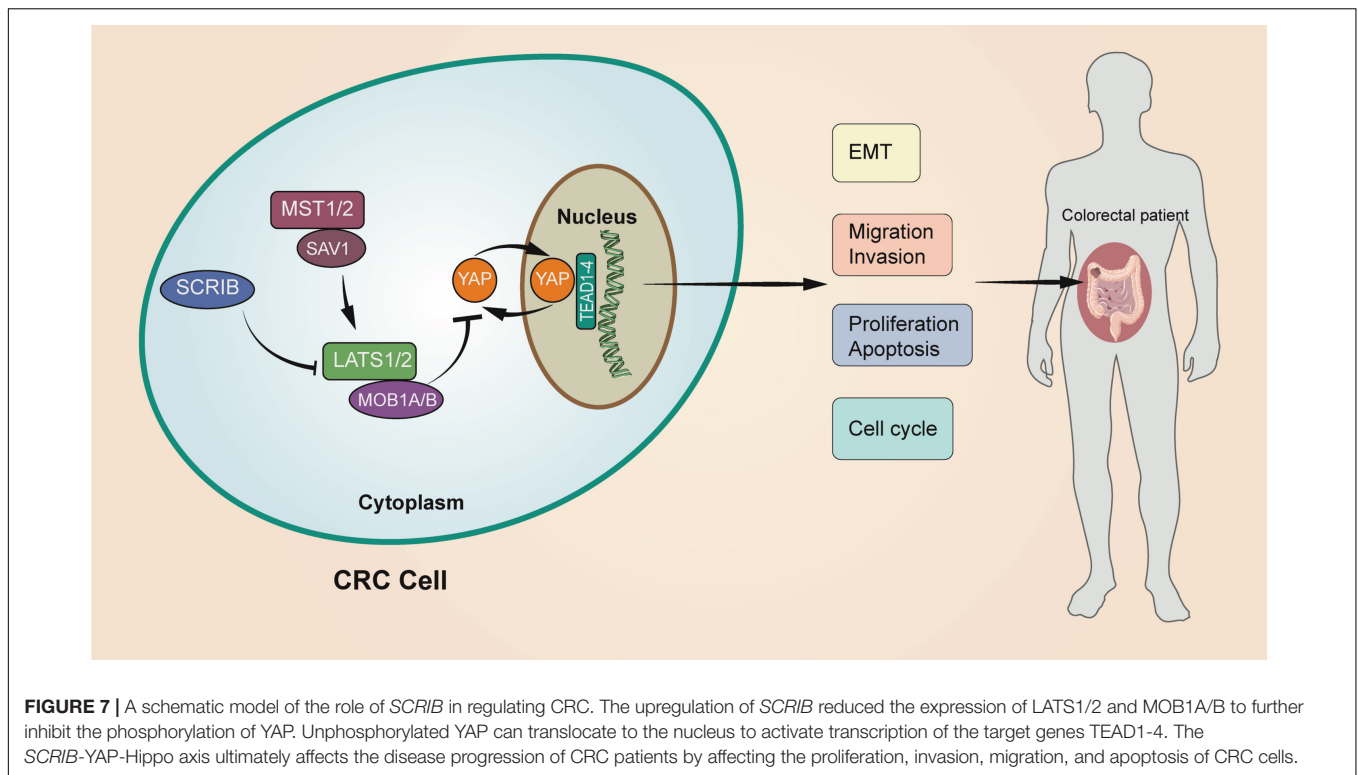 MST1/2
SAV1
SCRIB
LATS1/2
MOB1A/B
YAP
Nucleus
YAP
TEAD1-4
Cytoplasm
CRC Cell
EMT
Migration
Invasion
Proliferation
Apoptosis
Cell cycle
Colorectal patient
FIGURE 7 | A schematic model of the role of SCRIB in regulating CRC. The upregulation of SCRIB reduced the expression of LATS1/2 and MOB1A/B to further
inhibit the phosphorylation of YAP. Unphosphorylated YAP can translocate to the nucleus to activate transcription of the target genes TEAD1-4. The
SCRIB-YAP-Hippo axis ultimately affects the disease progression of CRC patients by affecting the proliferation, invasion, migration, and apoptosis of CRC cells.